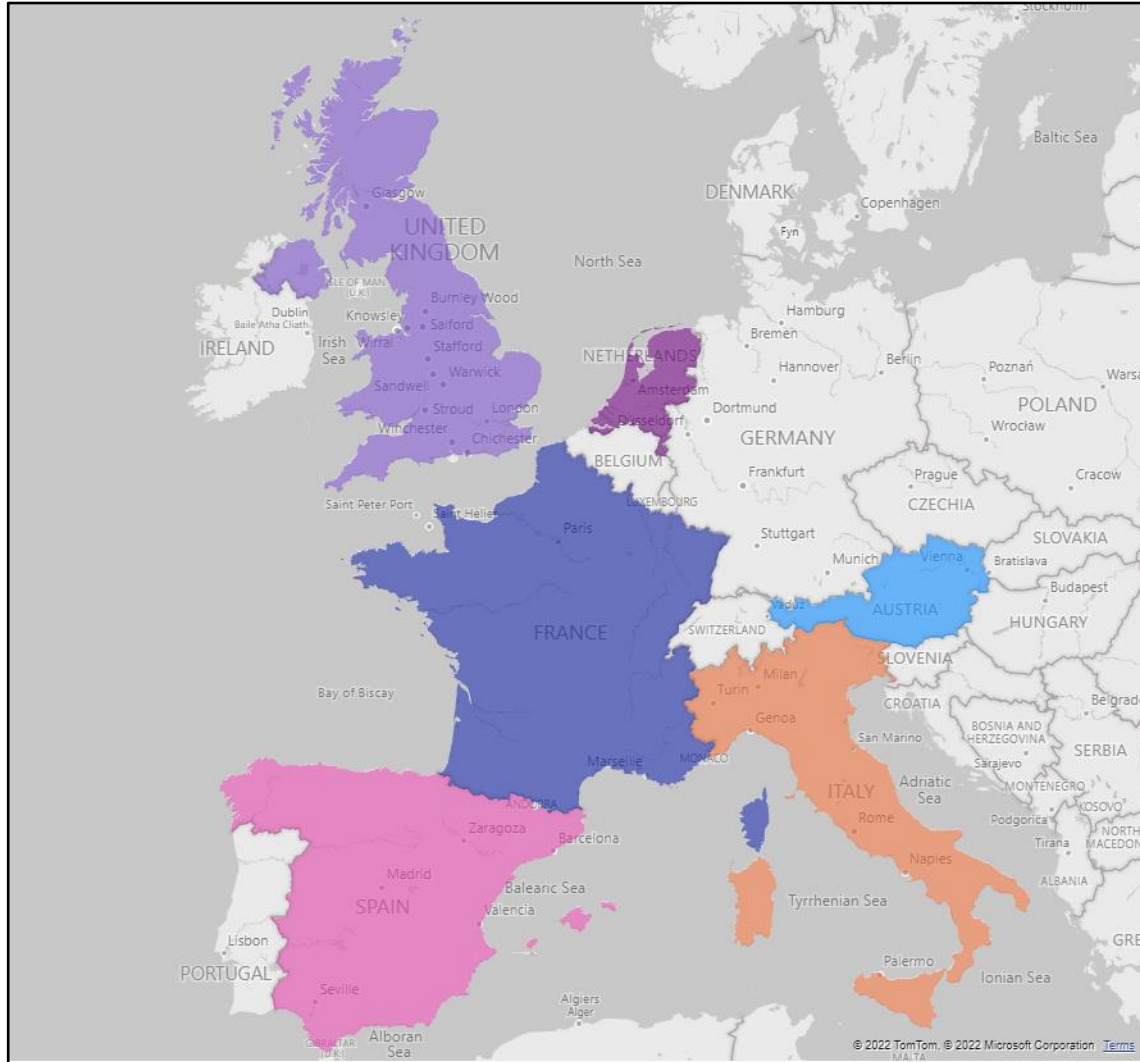 Stockholm
Baltic Sea
DENMARK
Copenhagen
Fyn
Glasgow
UNITED
KINGDOM
North Sea
ISLE OF MAN
(U.K.)
Dublin
Baile Atha Cliath
IRELAND
Irish
Sea
Burnley Wood
Knowsley
Salford
Wirral
Stafford
Sandwell
Warwick
Stroud
London
Winchester
Chichester
NETHERLANDS
Amsterdam
Düsseldorf
Dortmund
Hamburg
Bremen
Hannover
Berlin
Poznań
Warsa
POLAND
Wrocław
GERMANY
BELGIUM
Frankfurt
LUXEMBOURG
Prague
CZECHIA
Cracow
Saint Peter Port
Saint Helier
Paris
Stuttgart
Munich
Vienna
SLOVAKIA
Bratislava
Budapest
HUNGARY
Vaduz
AUSTRIA
SWITZERLAND
FRANCE
SLOVENIA
Milan
Turin
CROATIA
Bay of Biscay
Genoa
San Marino
BOSNIA AND
HERZEGOVINA
Belgrade
SERBIA
Sarajevo
MONACO
Marseille
ANDORRA
ITALY
Adriatic
Sea
MONTENEGRO
KOSOVO
Podgorica
Rome
Tirana
NORTH
MACEDON
ALBANIA
Naples
Zaragoza
Barcelona
Madrid
SPAIN
Balearic Sea
Valencia
Tyrrhenian Sea
GRE
Lisbon
PORTUGAL
Seville
Palermo
Ionian Sea
Algiers
Alger
Alboran
Sea
GIBRALTAR
(U.K.)
MALTA
© 2022 TomTom, © 2022 Microsoft Corporation Terms